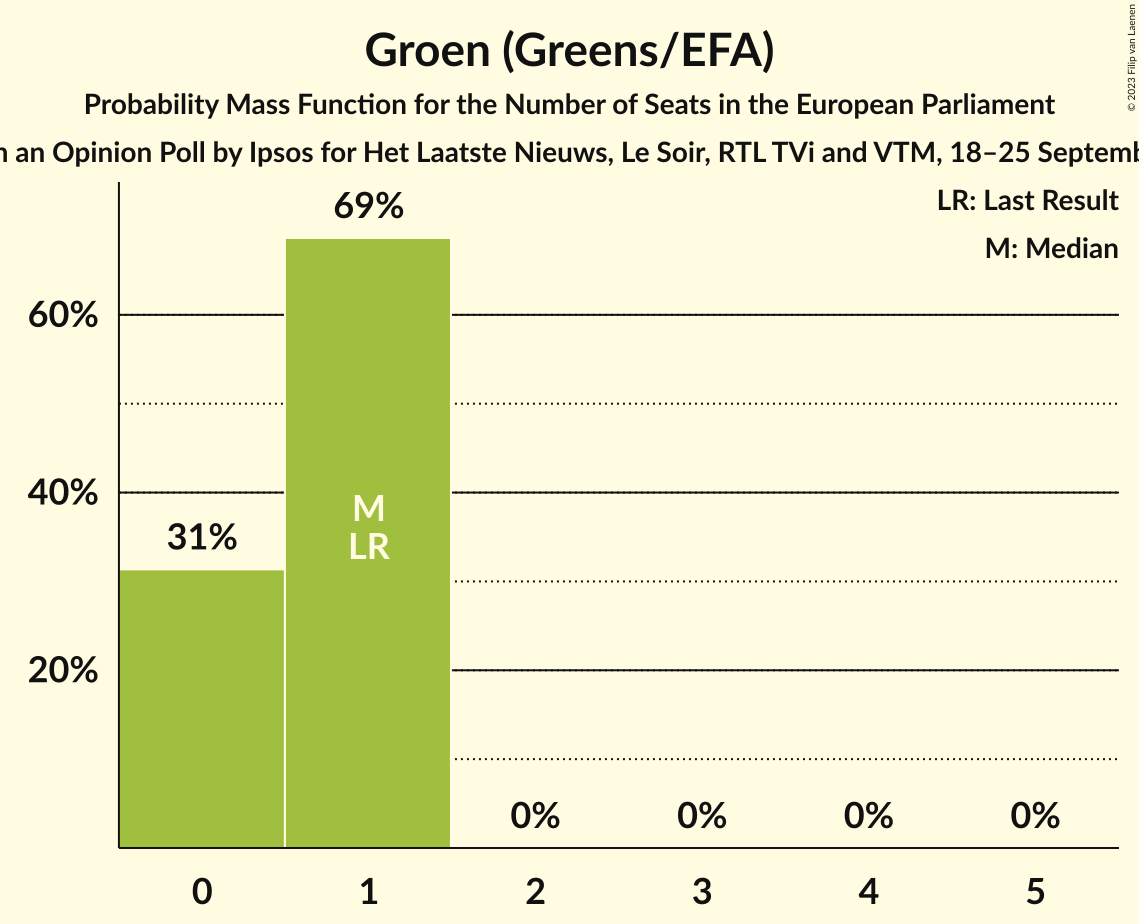 Groen (Greens/EFA)
Probability Mass Function for the Number of Seats in the European Parliament
an Opinion Poll by Ipsos for Het Laatste Nieuws, Le Soir, RTL TVi and VTM, 18–25
© 2023 Filip van Laenen
LR: Last Result
M: Median
69%
60%
40%
20%
31%
M
LR
0% 0% 0% 0%
0 1 2 3 4 5